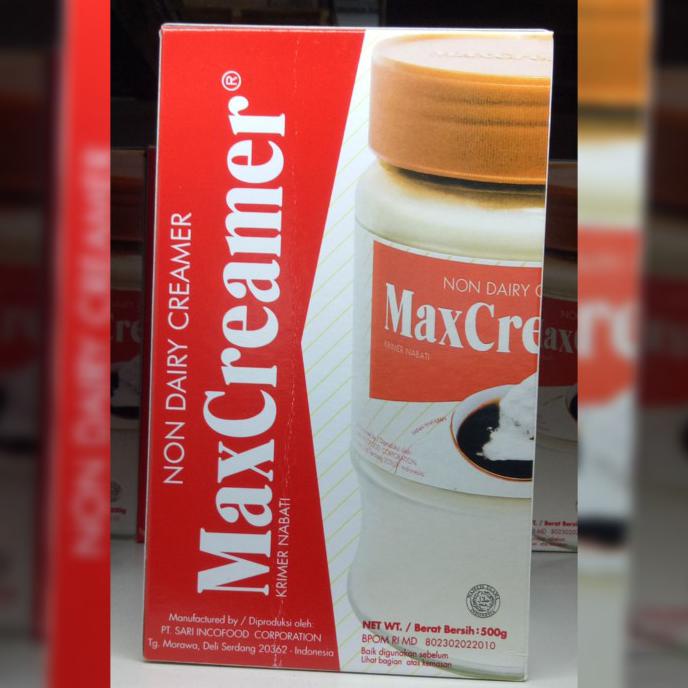 NON DAIRY CREAMER
MaxCreamer®
KRIMER NABATI
Manufactured by / Diproduksi oleh:
PT. SARI INCOFOOD CORPORATION
Tg. Morawa, Deli Serdang 20362 - Indonesia
NON DAIRY C
MaxCre
KRIMER NABATI
NET WT. / Berat Bersih:500g
BPOM RI MD 802302022010
Baik digunakan sebelum
Lihat bagian atas kemasan